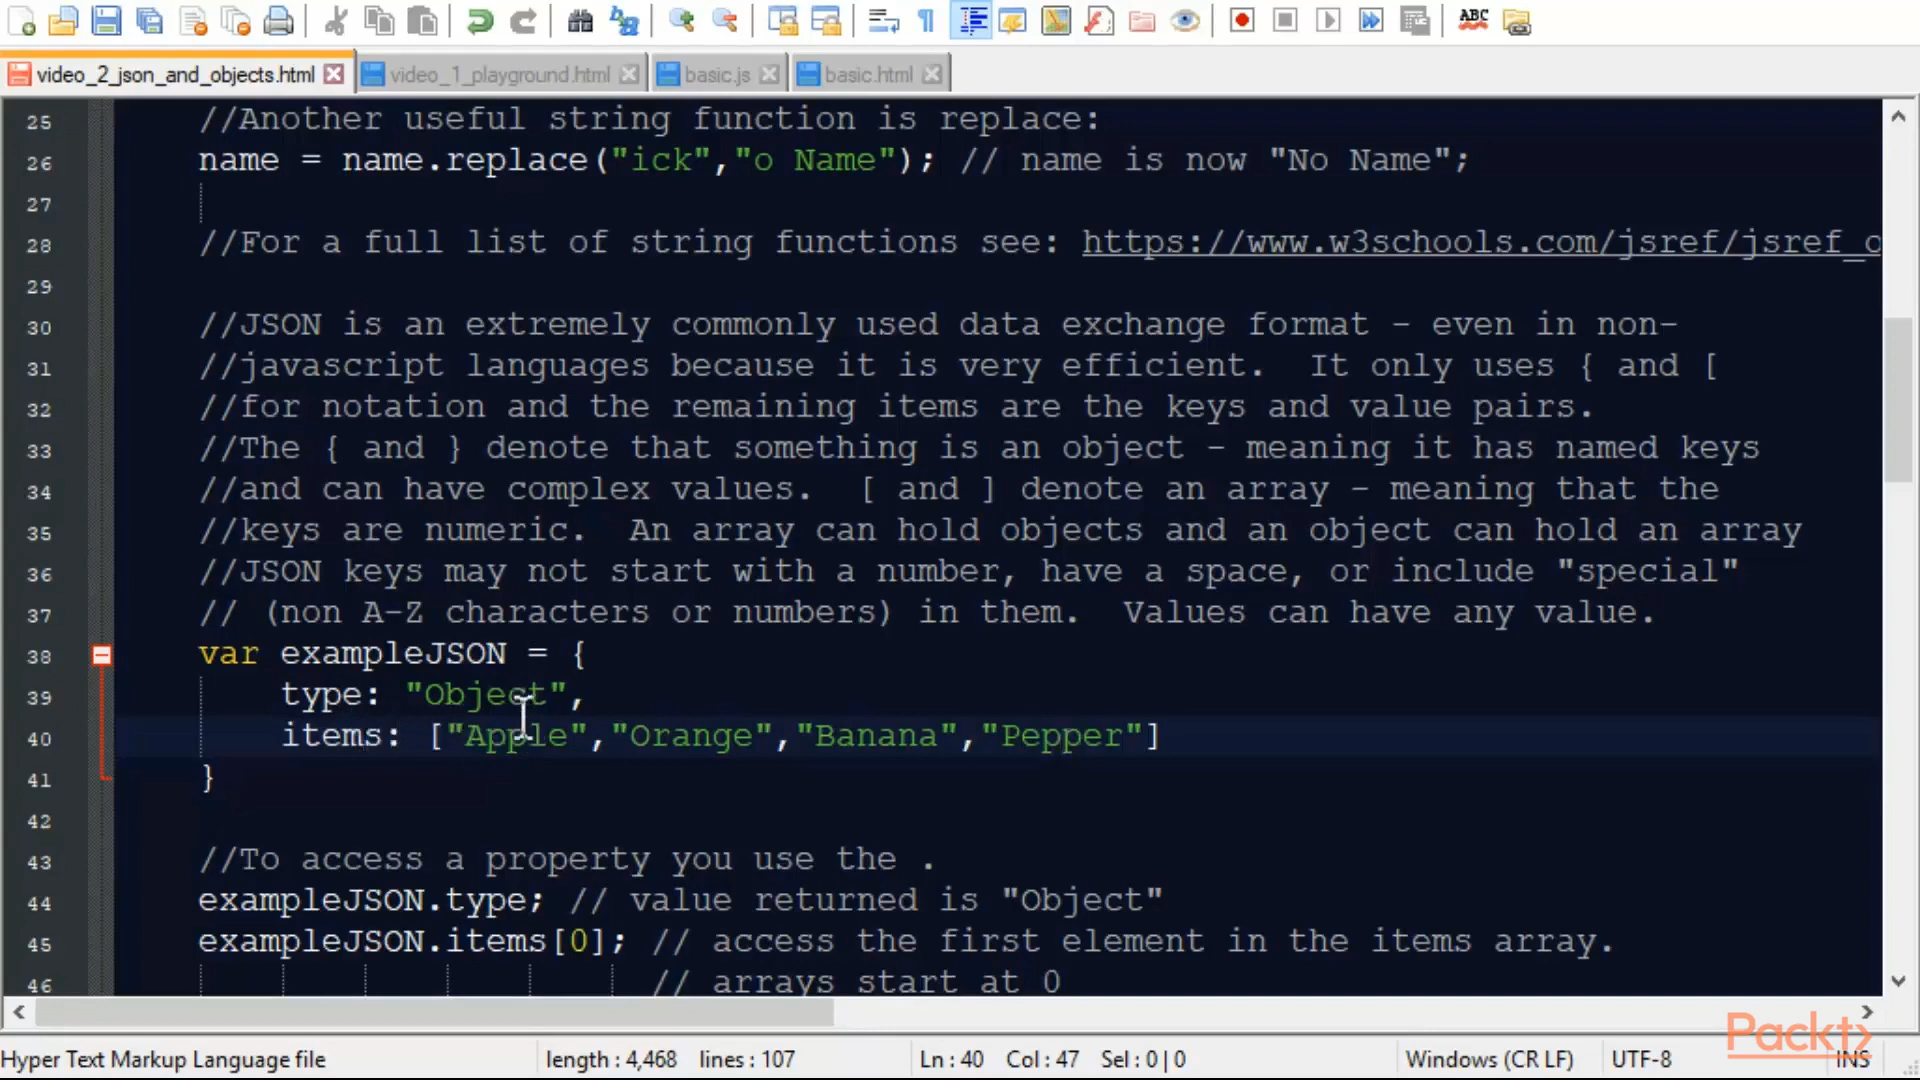 ABC
video_2_json_and_objects.html
video_1_playground.html
basic.js
basic.html
25 //Another useful string function is replace:
26 name = name.replace("ick","o Name"); // name is now "No Name";
27
28 //For a full list of string functions see: https://www.w3schools.com/jsref/jsref_o
29
30 //JSON is an extremely commonly used data exchange format - even in non-
31 //javascript languages because it is very efficient.  It only uses { and [
32 //for notation and the remaining items are the keys and value pairs.
33 //The { and } denote that something is an object - meaning it has named keys
34 //and can have complex values.  [ and ] denote an array - meaning that the
35 //keys are numeric.  An array can hold objects and an object can hold an array
36 //JSON keys may not start with a number, have a space, or include "special"
37 // (non A-Z characters or numbers) in them.  Values can have any value.
38 var exampleJSON = {
39 type: "Object",
40 items: ["Apple","Orange","Banana","Pepper"]
41 }
42
43 //To access a property you use the .
44 exampleJSON.type; // value returned is "Object"
45 exampleJSON.items[0]; // access the first element in the items array.
46 // arrays start at 0
Packt
Hyper Text Markup Language file
length : 4,468 lines : 107
Ln : 40 Col : 47 Sel : 0 | 0
Windows (CR LF)
UTF-8
INS